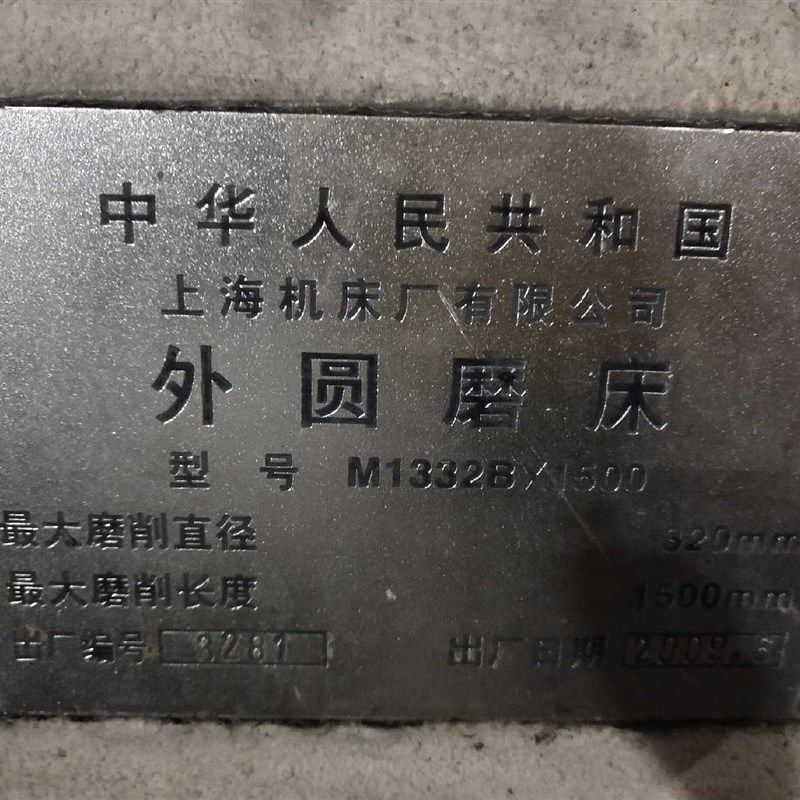 中华人民共和国
上海机床厂有限公司
外圆磨床
型号 M1332B×1500
最大磨削直径 320mm
最大磨削长度 1500mm
出厂编号 3281 出厂日期 2009.6